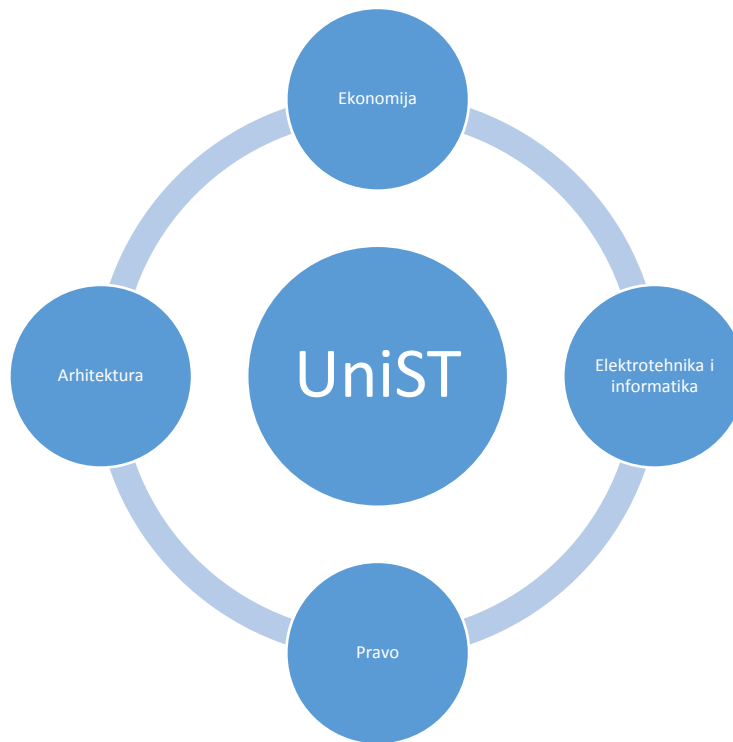 Ekonomija
Arhitektura
UniST
Elektrotehnika i
informatika
Pravo